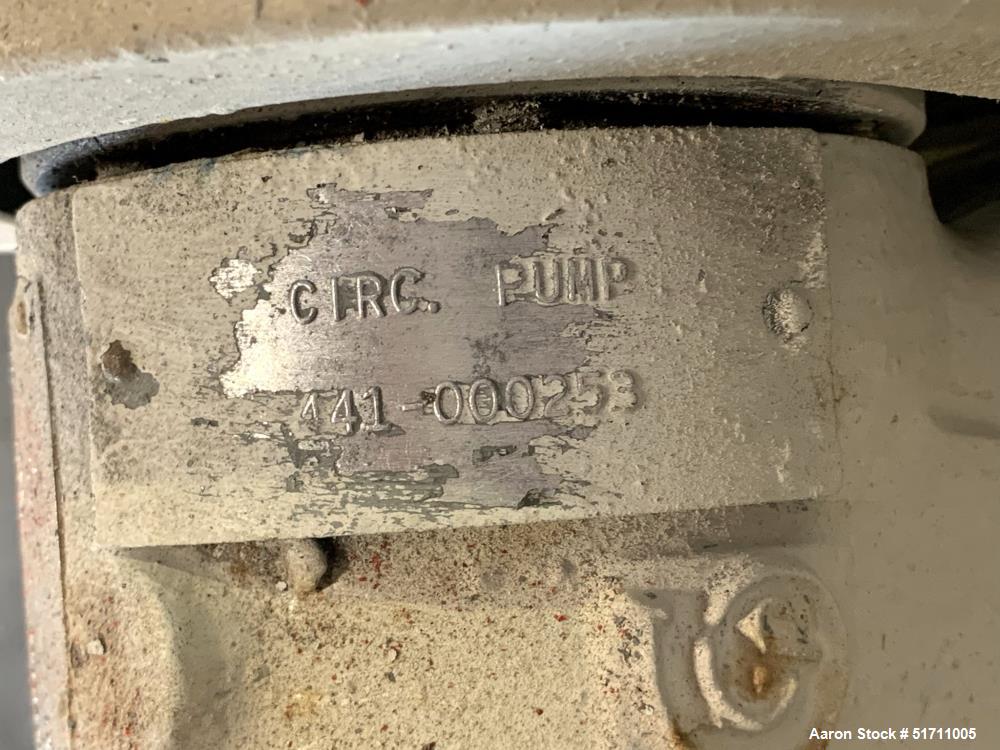 CIRC. PUMP
441-000253
Aaron Stock # 51711005